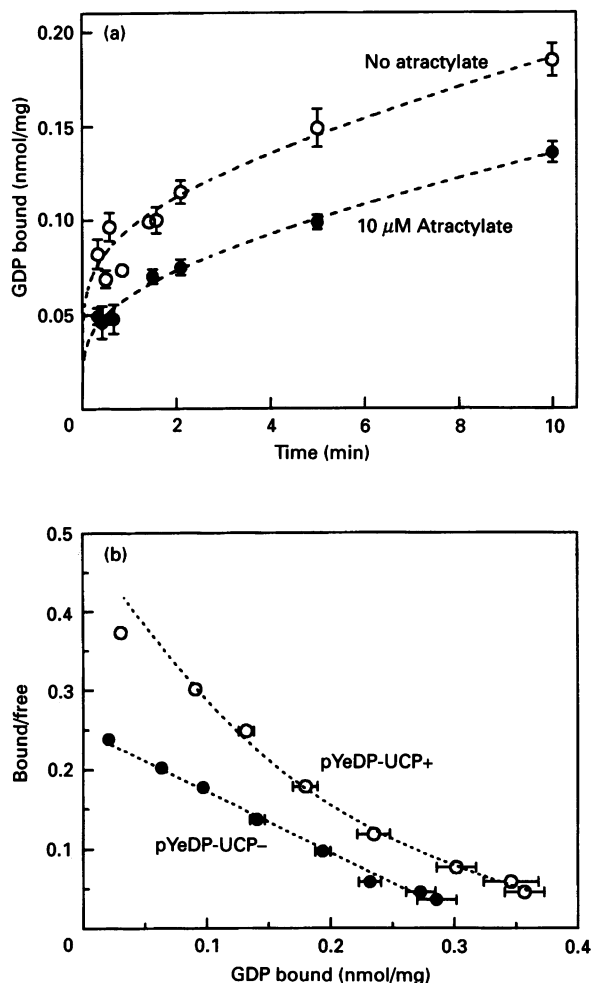 (a)
0.20
0.15
0.10
0.05
0
GDP bound (nmol/mg)
No atractylate
10 μM Atractylate
2
4
6
8
10
Time (min)
(b)
0.5
0.4
0.3
0.2
0.1
0
Bound/free
pYeDP-UCP+
pYeDP-UCP–
0.1
0.2
0.3
0.4
GDP bound (nmol/mg)